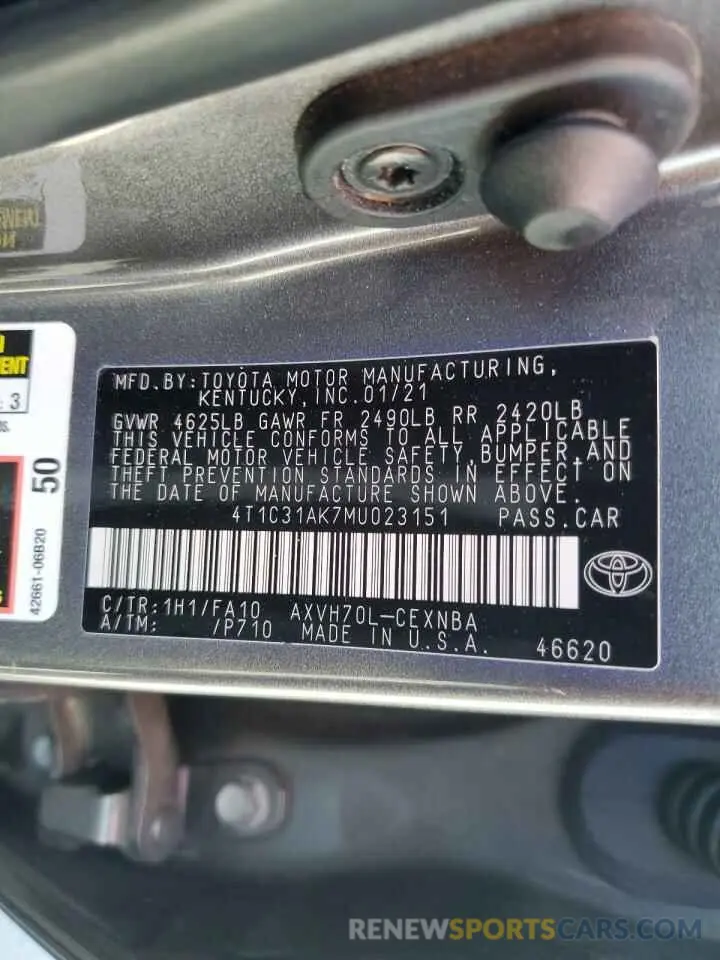 MFD. BY: TOYOTA MOTOR MANUFACTURING,
KENTUCKY, INC. 01/21
GVWR 4625LB GAWR FR 2490LB RR 2420LB
THIS VEHICLE CONFORMS TO ALL APPLICABLE
FEDERAL MOTOR VEHICLE SAFETY, BUMPER, AND
THEFT PREVENTION STANDARDS IN EFFECT ON
THE DATE OF MANUFACTURE SHOWN ABOVE.
4T1C31AK7MU023151 PASS. CAR
C/TR: 1H1/FA10 AXVH70L-CEXNBA
A/TM: /P710 MADE IN U.S.A. 46620
3
50
42661-06B20
RENEWSPORTSCARS.COM